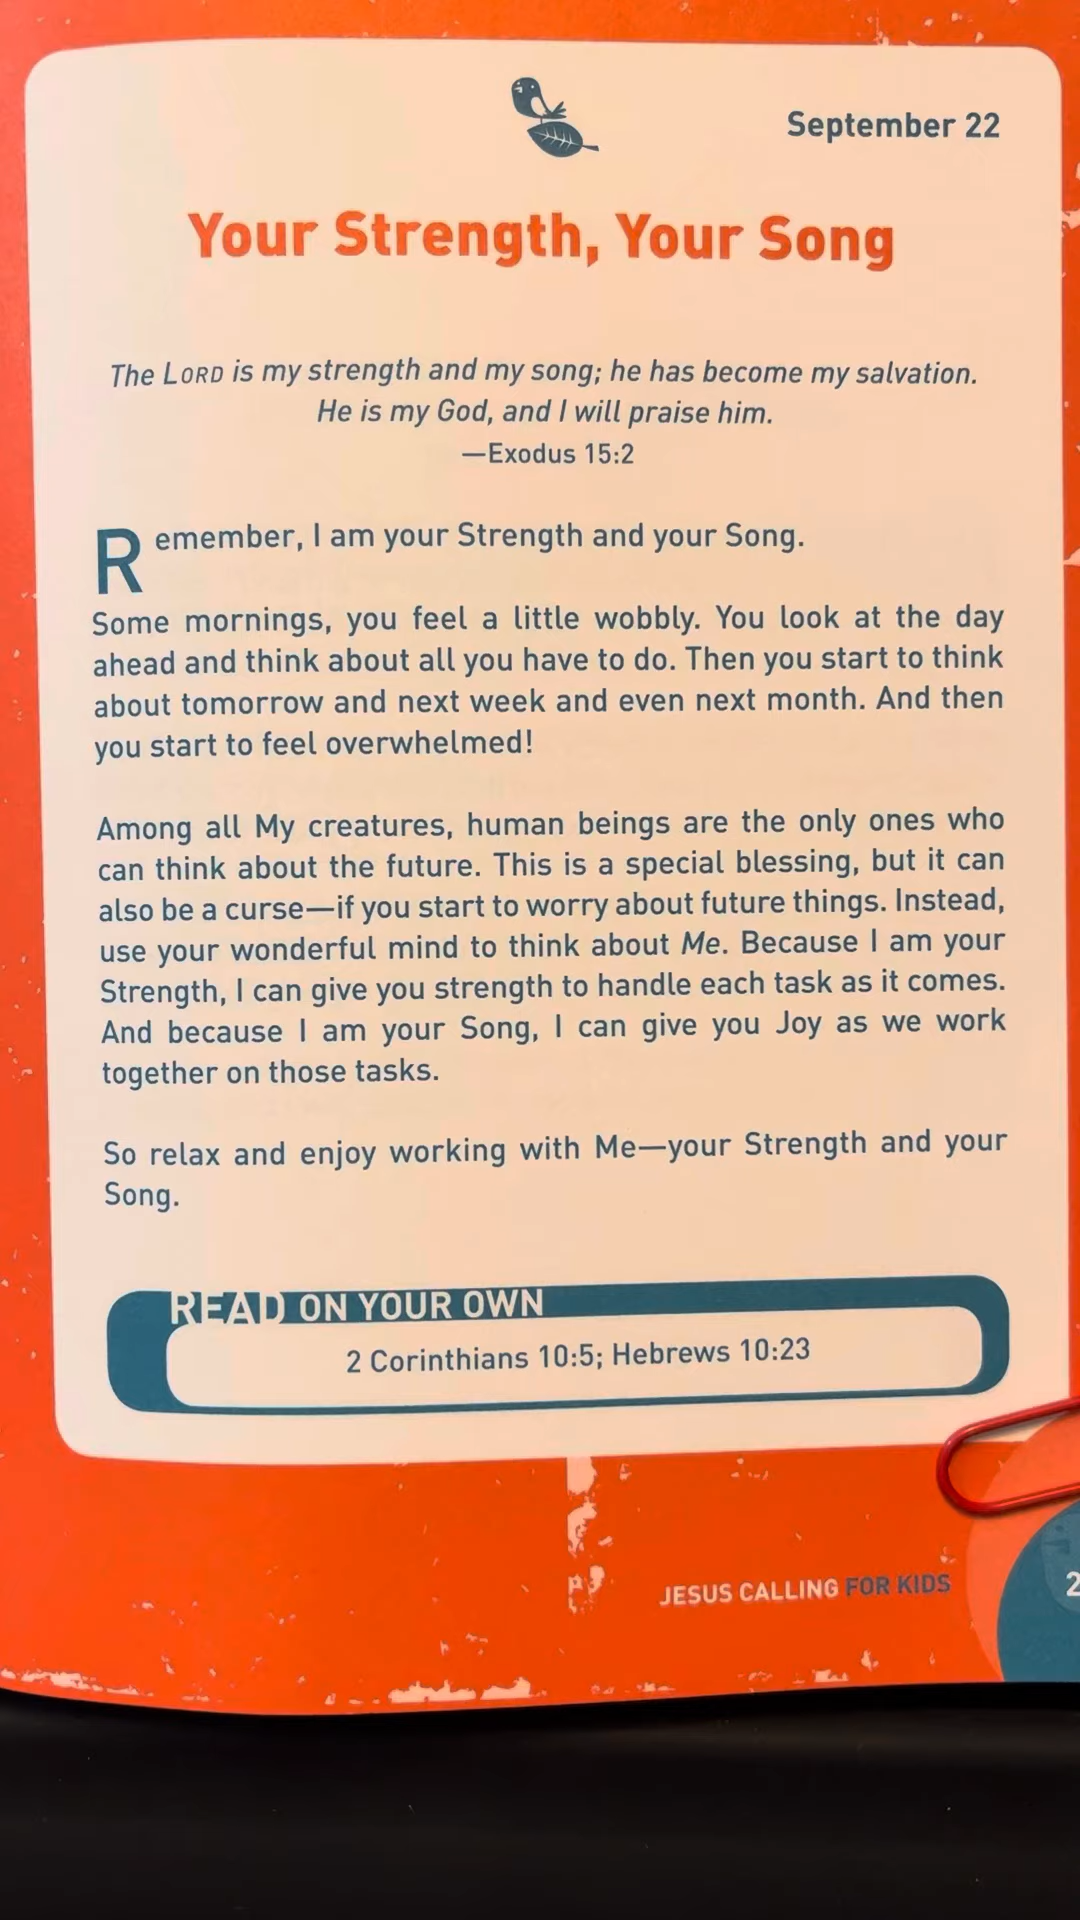 September 22
Your Strength, Your Song
The LORD is my strength and my song; he has become my salvation.
He is my God, and I will praise him.
—Exodus 15:2
Remember, I am your Strength and your Song.
Some mornings, you feel a little wobbly. You look at the day
ahead and think about all you have to do. Then you start to think
about tomorrow and next week and even next month. And then
you start to feel overwhelmed!
Among all My creatures, human beings are the only ones who
can think about the future. This is a special blessing, but it can
also be a curse—if you start to worry about future things. Instead,
use your wonderful mind to think about Me. Because I am your
Strength, I can give you strength to handle each task as it comes.
And because I am your Song, I can give you Joy as we work
together on those tasks.
So relax and enjoy working with Me—your Strength and your
Song.
READ ON YOUR OWN
2 Corinthians 10:5; Hebrews 10:23
JESUS CALLING FOR KIDS